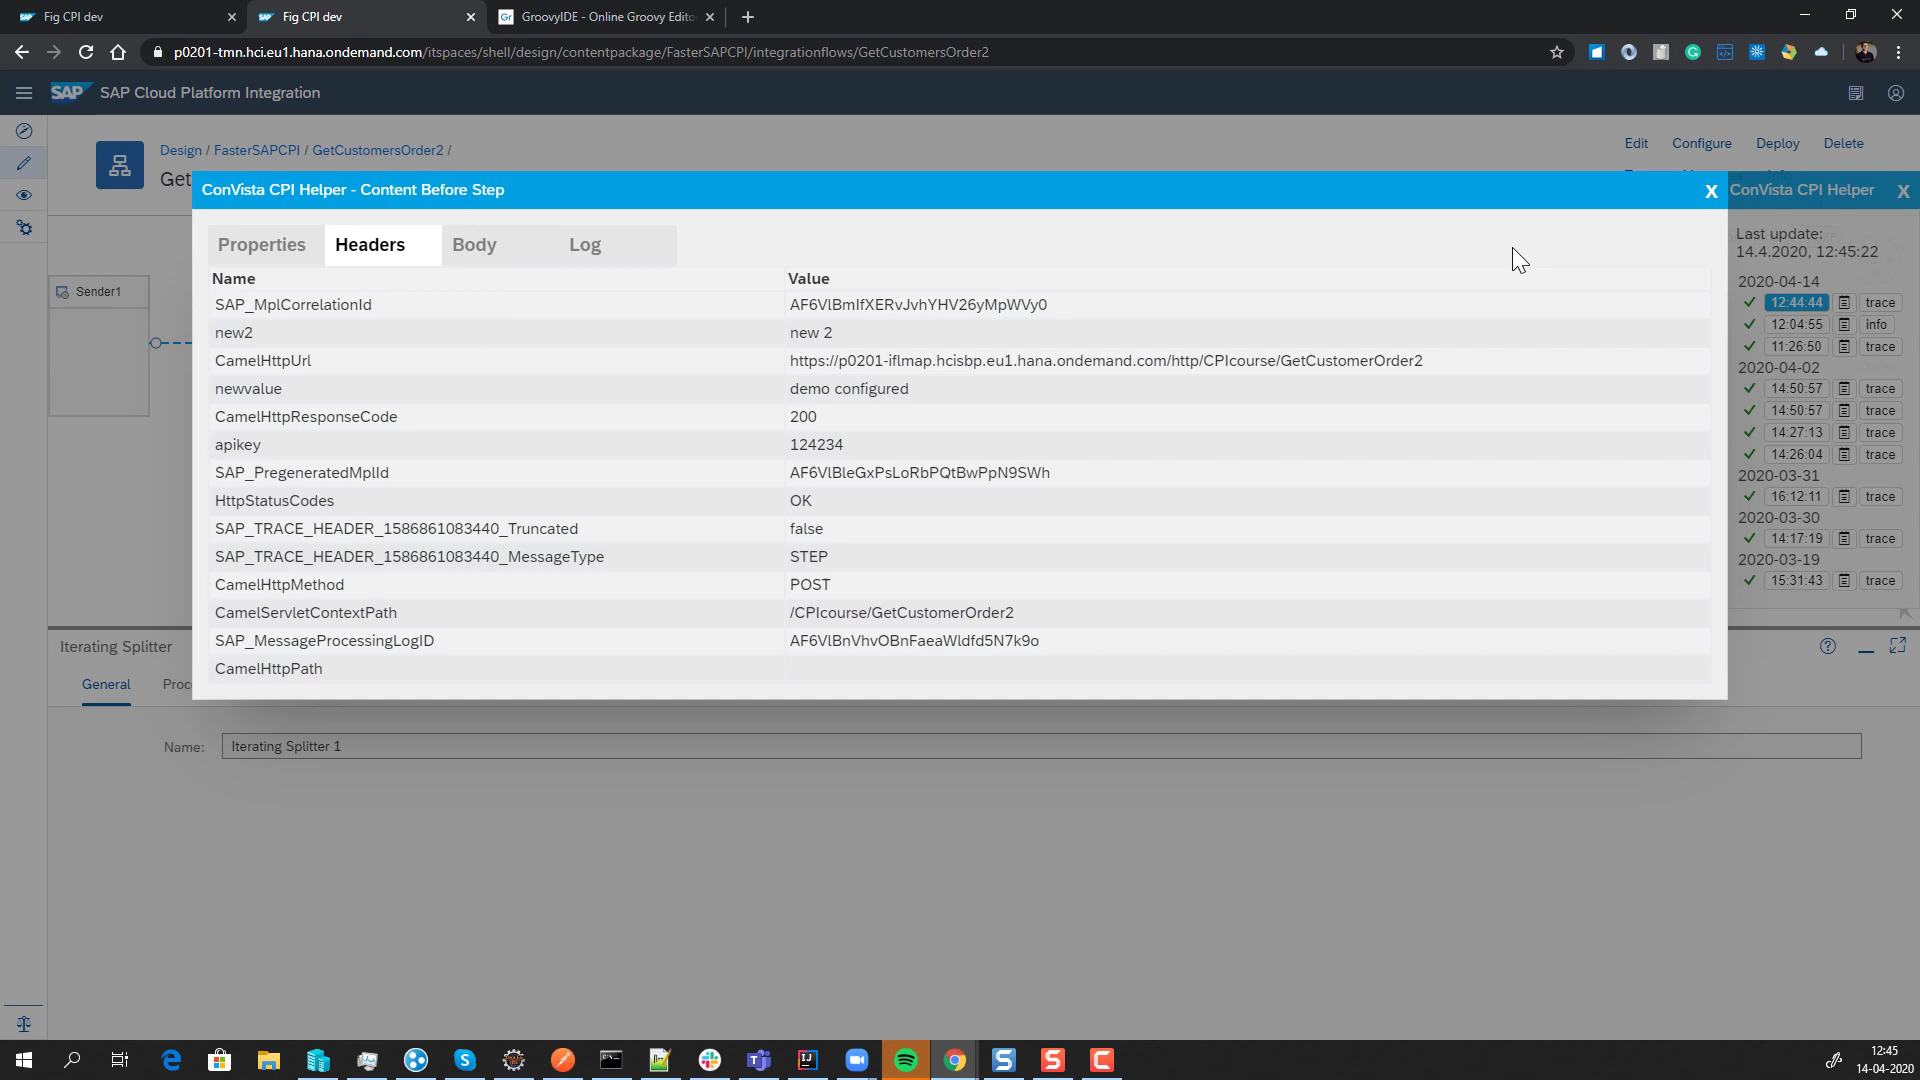 Fig CPI dev
Fig CPI dev
GroovyIDE - Online Groovy Edito
p0201-tmn.hci.eu1.hana.ondemand.com/itspaces/shell/design/contentpackage/FasterSAPCPI/integrationflows/GetCustomersOrder2
SAP SAP Cloud Platform Integration
Design / FasterSAPCPI / GetCustomersOrder2 /
Edit Configure Deploy Delete
Get
ConVista CPI Helper - Content Before Step X
ConVista CPI Helper X
Properties Headers Body Log
Name Value
SAP_MplCorrelationId AF6VlBmIfXERvJvhYHV26yMpWVy0
new2 new 2
CamelHttpUrl https://p0201-iflmap.hcisbp.eu1.hana.ondemand.com/http/CPIcourse/GetCustomerOrder2
newvalue demo configured
CamelHttpResponseCode 200
apikey 124234
SAP_PregeneratedMplId AF6VlBleGxPsLoRbPQtBwPpN9SWh
HttpStatusCodes OK
SAP_TRACE_HEADER_1586861083440_Truncated false
SAP_TRACE_HEADER_1586861083440_MessageType STEP
CamelHttpMethod POST
CamelServletContextPath /CPIcourse/GetCustomerOrder2
SAP_MessageProcessingLogID AF6VlBnVhvOBnFaeaWldfd5N7k9o
CamelHttpPath
Last update:
14.4.2020, 12:45:22
2020-04-14
12:44:44 trace
12:04:55 info
11:26:50 trace
2020-04-02
14:50:57 trace
14:50:57 trace
14:27:13 trace
14:26:04 trace
2020-03-31
16:12:11 trace
2020-03-30
14:17:19 trace
2020-03-19
15:31:43 trace
Sender1
Iterating Splitter
General Proc
Name: Iterating Splitter 1
12:45
14-04-2020